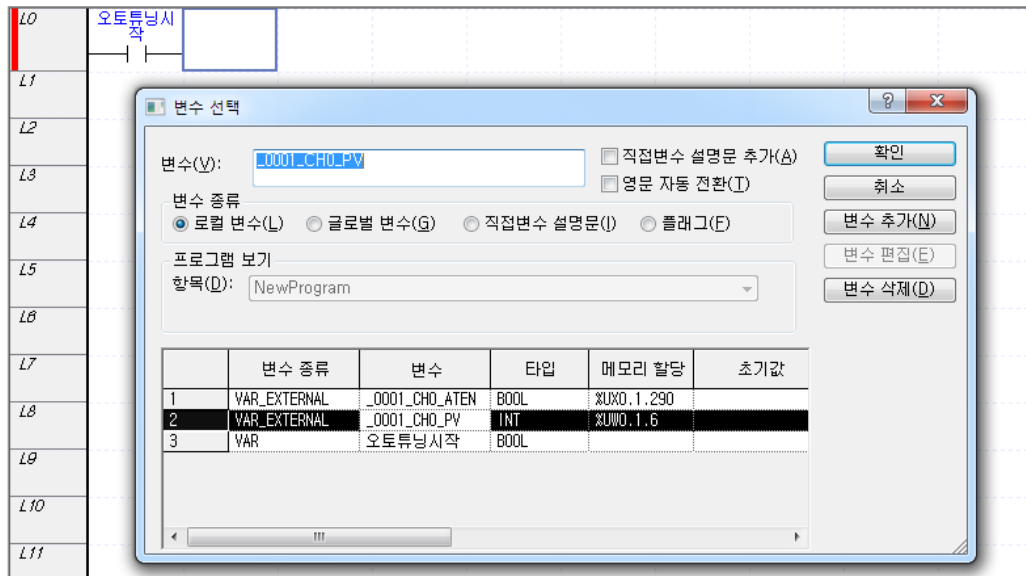 L0
오토튜닝시
작
L1
L2
L3
L4
L5
L6
L7
L8
L9
L10
L11
변수 선택
변수(V):
_0001_CH0_PV
직접변수 설명문 추가(A)
영문 자동 전환(T)
확인
취소
변수 추가(N)
변수 편집(E)
변수 삭제(D)
변수 종류
로컬 변수(L) 글로벌 변수(G) 직접변수 설명문(I) 플래그(F)
프로그램 보기
항목(D): NewProgram
변수 종류 변수 타입 메모리 할당 초기값
1 VAR_EXTERNAL _0001_CH0_ATEN BOOL %UX0.1.290
2 VAR_EXTERNAL _0001_CH0_PV INT %UW0.1.6
3 VAR 오토튜닝시작 BOOL